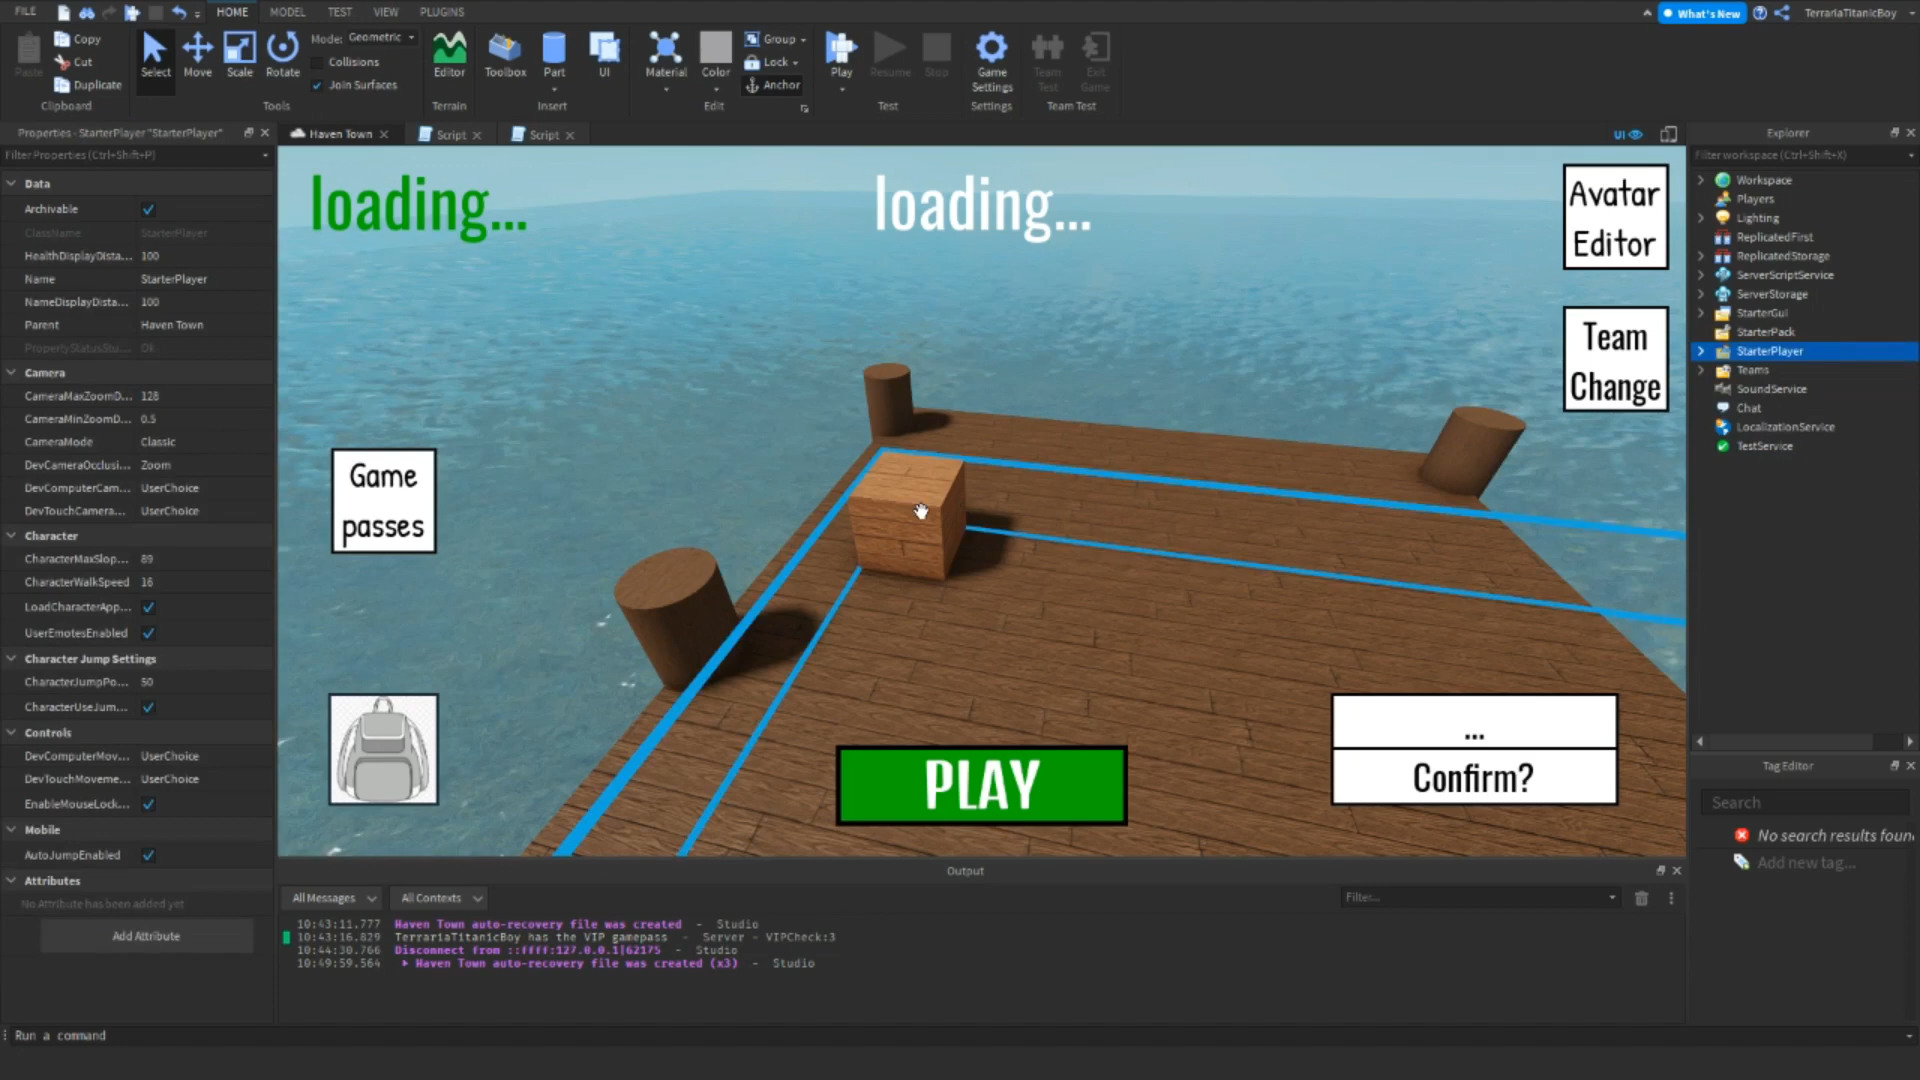 FILE HOME MODEL TEST VIEW PLUGINS What's New TerrariaTitanicBoy
Paste Copy Cut Duplicate Clipboard
Select Move Scale Rotate Mode: Geometric Collisions Join Surfaces Tools
Editor Terrain
Toolbox Part UI Insert
Material Color Group Lock Anchor Edit
Play Resume Stop Test
Game Settings Settings
Team Test Exit Game Team Test
Properties - StarterPlayer "StarterPlayer"
Filter Properties (Ctrl+Shift+P)
Data
Archivable
ClassName StarterPlayer
HealthDisplayDista... 100
Name StarterPlayer
NameDisplayDista... 100
Parent Haven Town
PropertyStatusStu... Ok
Camera
CameraMaxZoomD... 128
CameraMinZoomD... 0.5
CameraMode Classic
DevCameraOcclusi... Zoom
DevComputerCam... UserChoice
DevTouchCamera... UserChoice
Character
CharacterMaxSlop... 89
CharacterWalkSpeed 16
LoadCharacterApp...
UserEmotesEnabled
Character Jump Settings
CharacterJumpPo... 50
CharacterUseJum...
Controls
DevComputerMov... UserChoice
DevTouchMoveme... UserChoice
EnableMouseLock...
Mobile
AutoJumpEnabled
Attributes
No Attribute has been added yet
Add Attribute
Haven Town Script Script UI
loading...
loading...
Avatar
Editor
Team
Change
Game
passes
PLAY
...
Confirm?
Output
All Messages All Contexts Filter...
10:43:11.777 Haven Town auto-recovery file was created - Studio
10:43:16.829 TerrariaTitanicBoy has the VIP gamepass - Server - VIPCheck:3
10:44:30.766 Disconnect from ::ffff:127.0.0.1|62175 - Studio
10:49:59.564 Haven Town auto-recovery file was created (x3) - Studio
Explorer
Filter workspace (Ctrl+Shift+X)
Workspace
Players
Lighting
ReplicatedFirst
ReplicatedStorage
ServerScriptService
ServerStorage
StarterGui
StarterPack
StarterPlayer
Teams
SoundService
Chat
LocalizationService
TestService
Tag Editor
Search
No search results foun
Add new tag...
Run a command